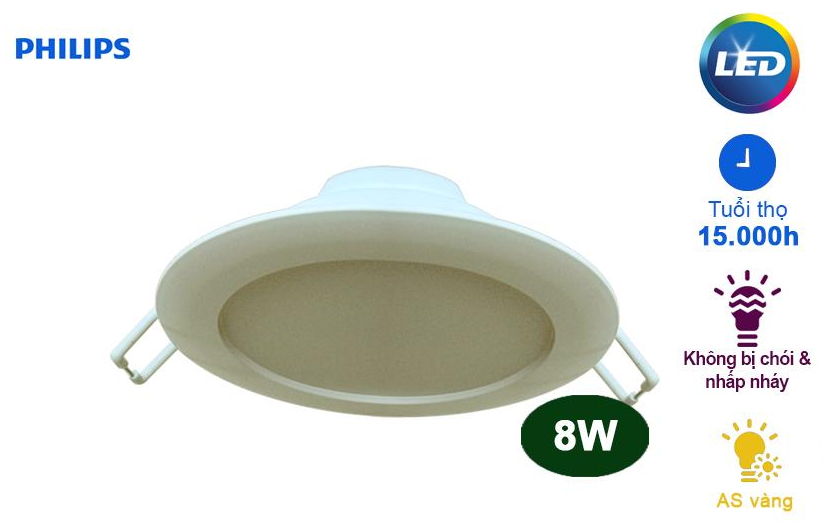 PHILIPS
LED
Tuổi thọ
15.000h
Không bị chói &
nhấp nháy
8W
AS vàng